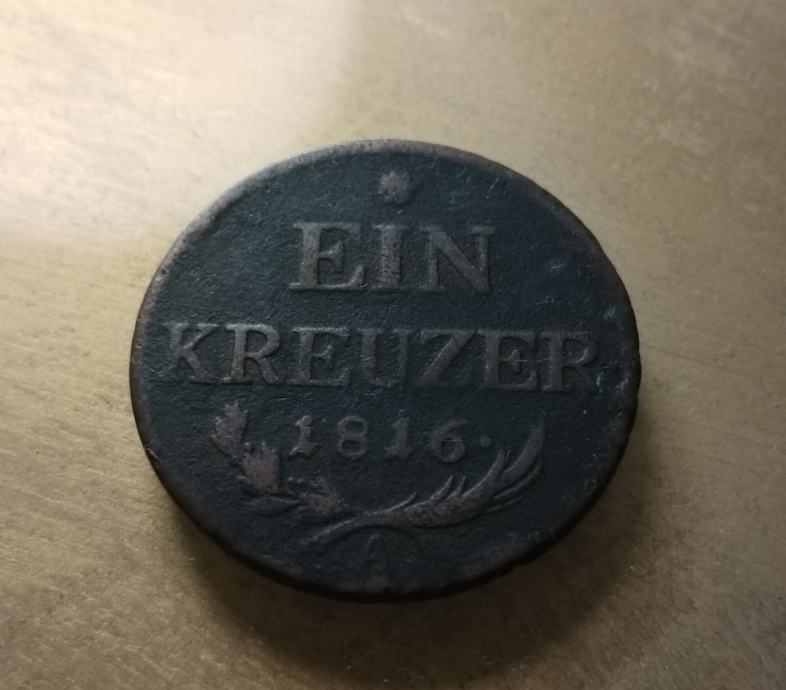 EIN
KREUZER
1816.
A